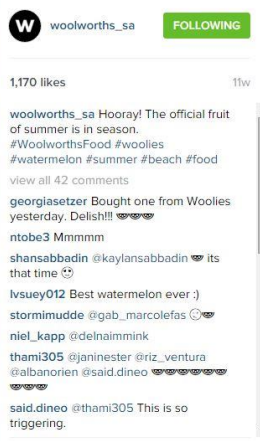 W woolworths_sa FOLLOWING
1,170 likes 11w
woolworths_sa Hooray! The official fruit
of summer is in season.
#WoolworthsFood #woolies
#watermelon #summer #beach #food
view all 42 comments
georgiasetzer Bought one from Woolies
yesterday. Delish!!! 🍉🍉🍉
ntobe3 Mmmmm
shansabbadin @kaylansabbadin 🍉 its
that time 🙄
lvsuey012 Best watermelon ever :)
stormimudde @gab_marcolefas 😏🍉
niel_kapp @delnaimmink
thami305 @janinester @riz_ventura
@albanorien @said.dineo 🍉🍉🍉🍉🍉🍉
🍉🍉🍉
said.dineo @thami305 This is so
triggering.